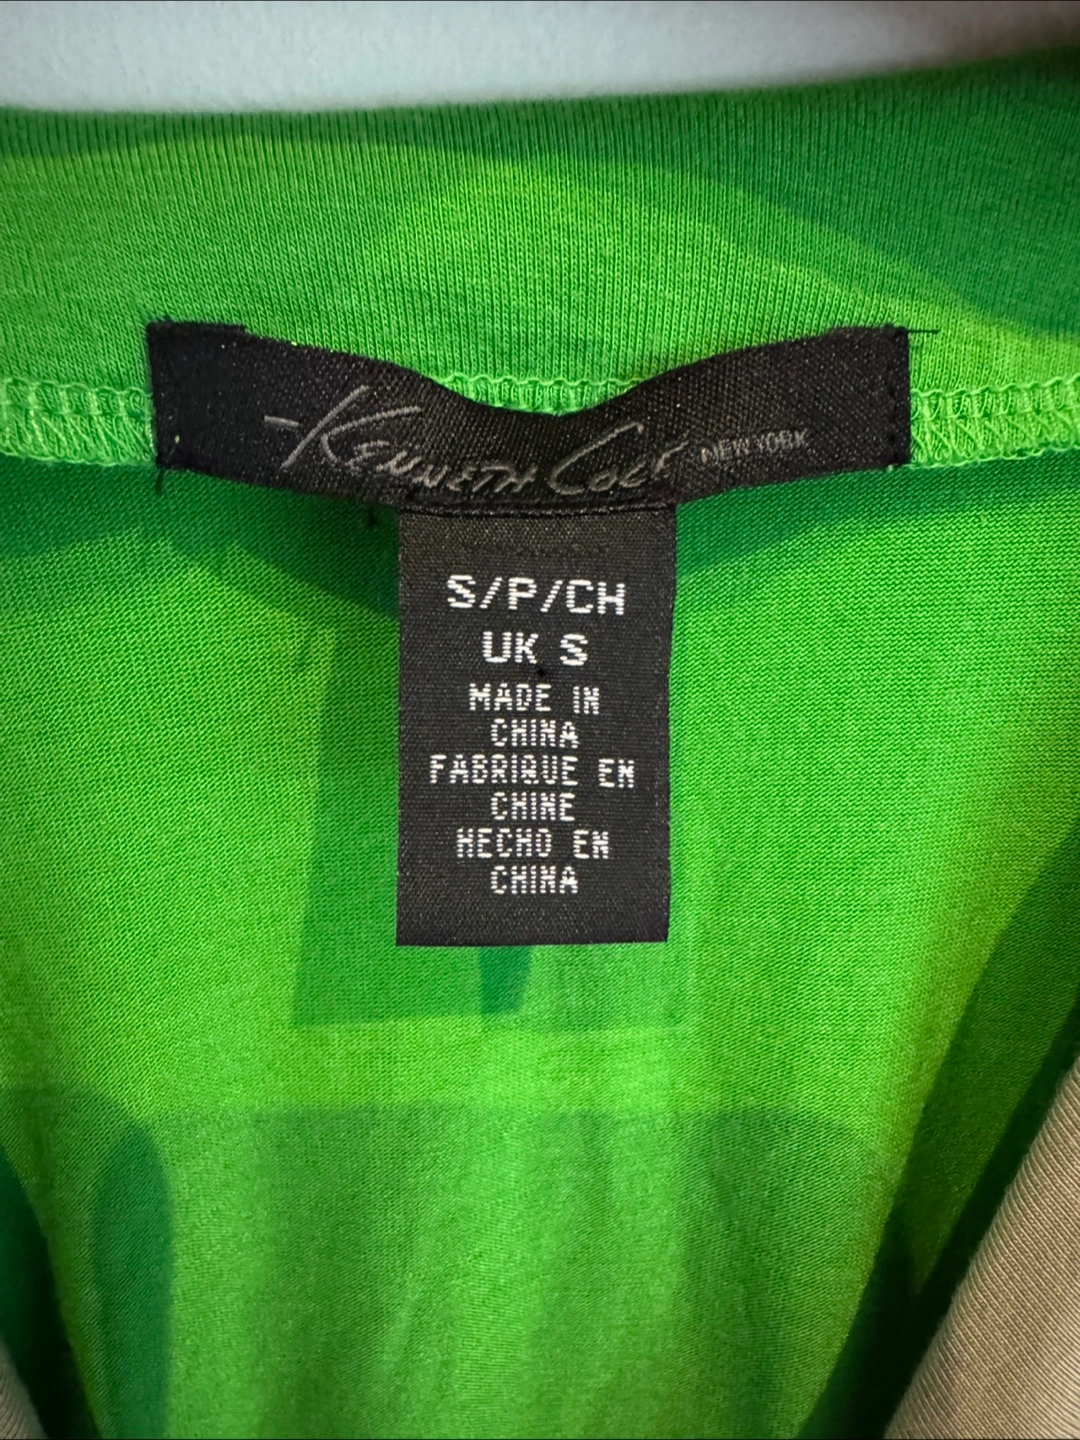 KENNETH COLE NEW YORK
S/P/CH
UK S
MADE IN
CHINA
FABRIQUE EN
CHINE
HECHO EN
CHINA